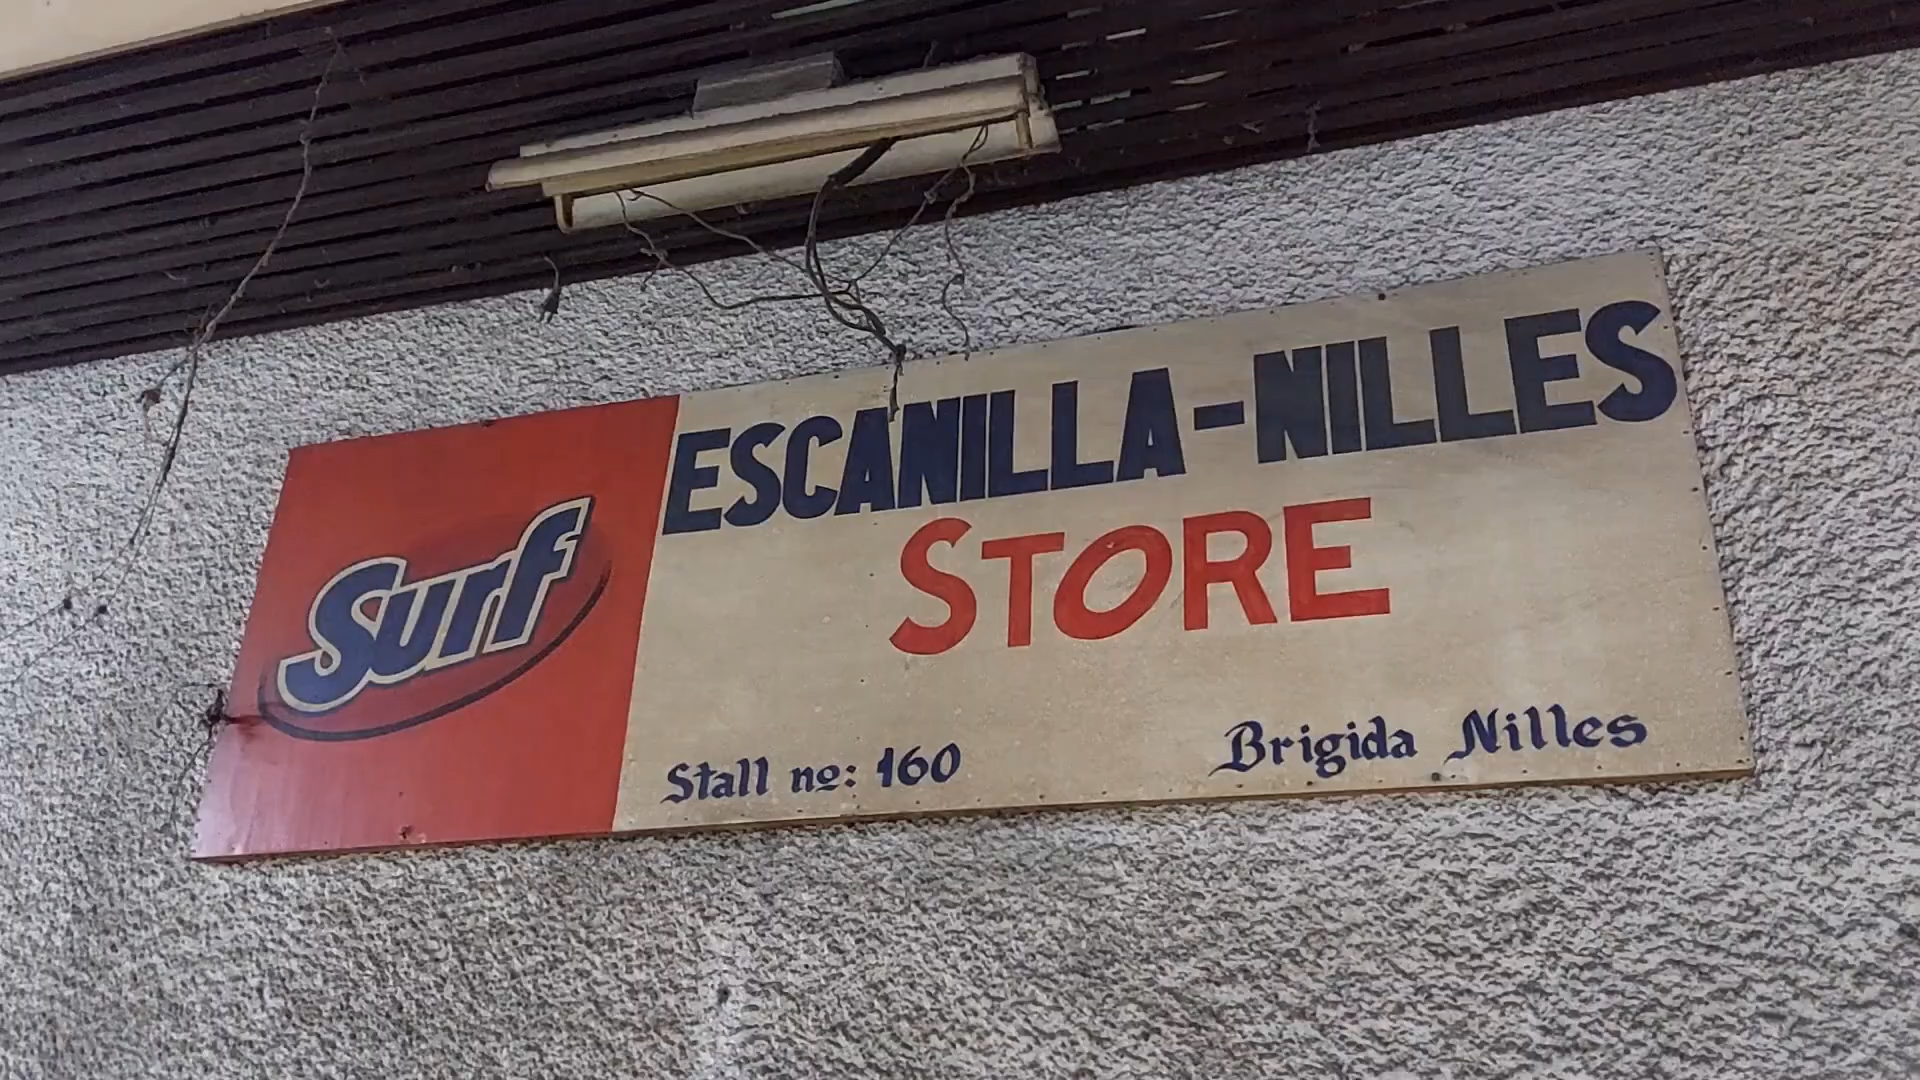 Surf
ESCANILLA-NILLES
STORE
Stall no: 160
Brigida Nilles